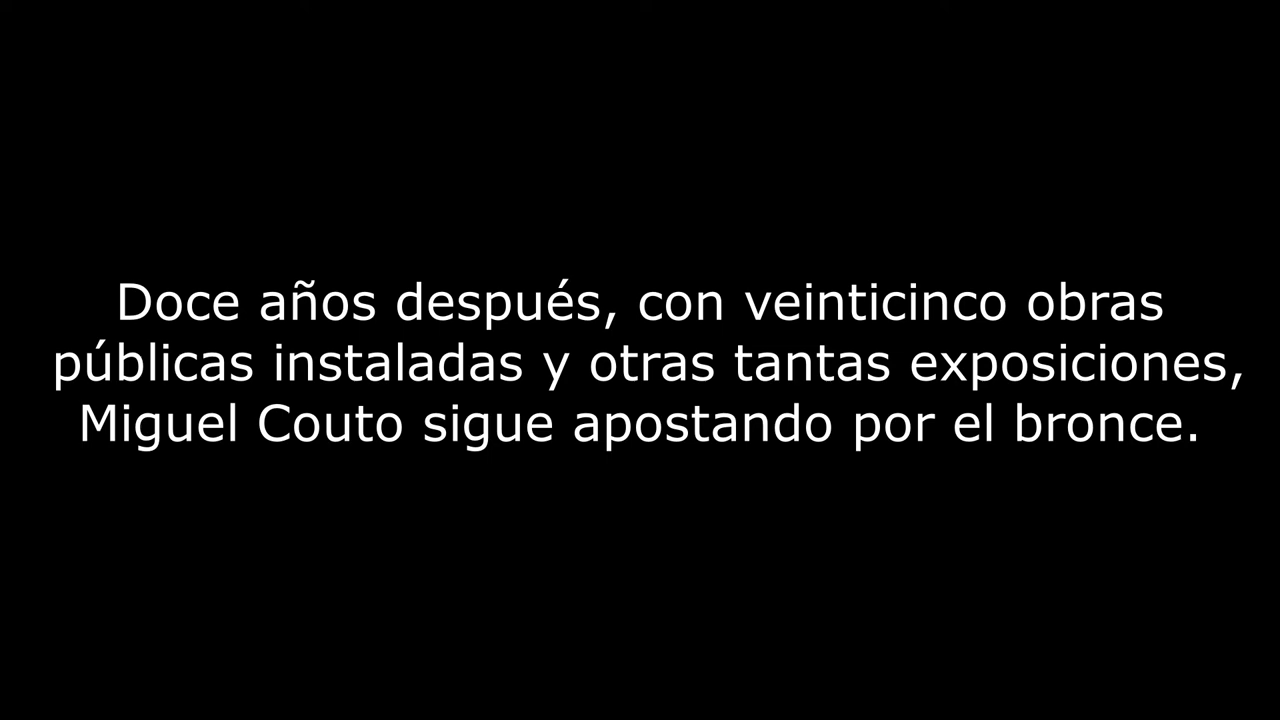 Doce años después, con veinticinco obras
públicas instaladas y otras tantas exposiciones,
Miguel Couto sigue apostando por el bronce.